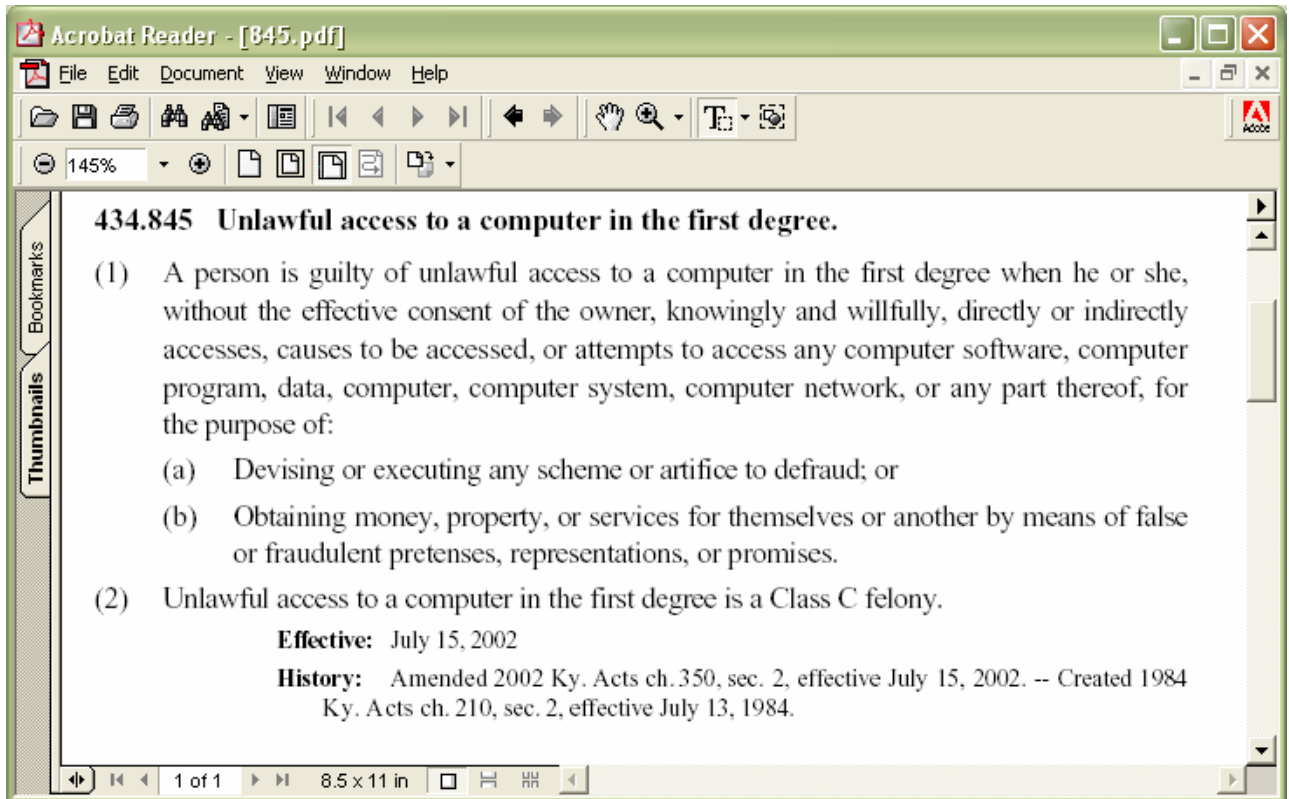 Acrobat Reader - [845.pdf]
File Edit Document View Window Help
Adobe
145%
Bookmarks
Thumbnails
434.845 Unlawful access to a computer in the first degree.
(1) A person is guilty of unlawful access to a computer in the first degree when he or she,
without the effective consent of the owner, knowingly and willfully, directly or indirectly
accesses, causes to be accessed, or attempts to access any computer software, computer
program, data, computer, computer system, computer network, or any part thereof, for
the purpose of:
(a) Devising or executing any scheme or artifice to defraud; or
(b) Obtaining money, property, or services for themselves or another by means of false
or fraudulent pretenses, representations, or promises.
(2) Unlawful access to a computer in the first degree is a Class C felony.
Effective: July 15, 2002
History: Amended 2002 Ky. Acts ch. 350, sec. 2, effective July 15, 2002. -- Created 1984
Ky. Acts ch. 210, sec. 2, effective July 13, 1984.
1 of 1 8.5 x 11 in